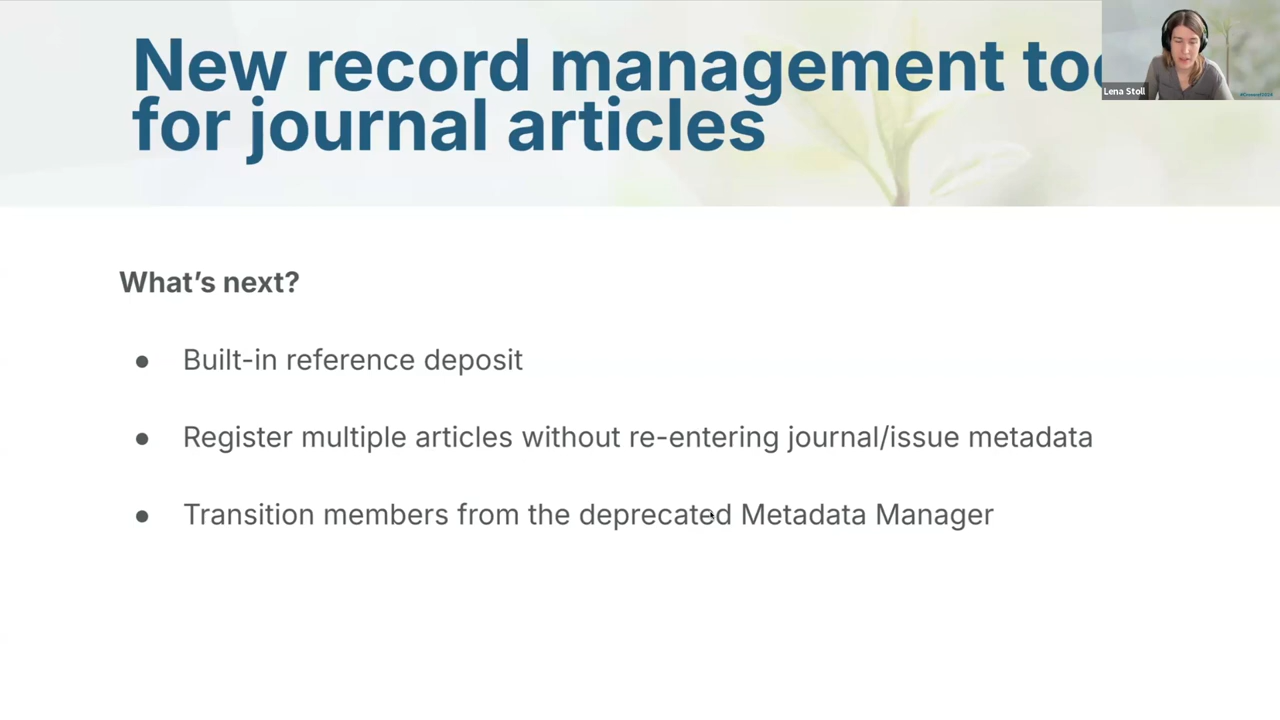 New record management
for journal articles
Lena Stoll
What's next?
● Built-in reference deposit
● Register multiple articles without re-entering journal/issue metadata
● Transition members from the deprecated Metadata Manager